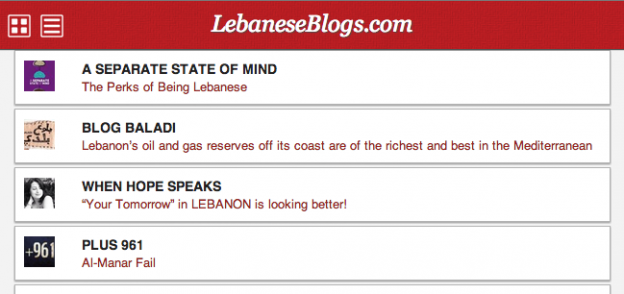 LebaneseBlogs.com
A SEPARATE STATE OF MIND
The Perks of Being Lebanese
BLOG BALADI
Lebanon's oil and gas reserves off its coast are of the richest and best in the Mediterranean
WHEN HOPE SPEAKS
“Your Tomorrow” in LEBANON is looking better!
+961
PLUS 961
Al-Manar Fail